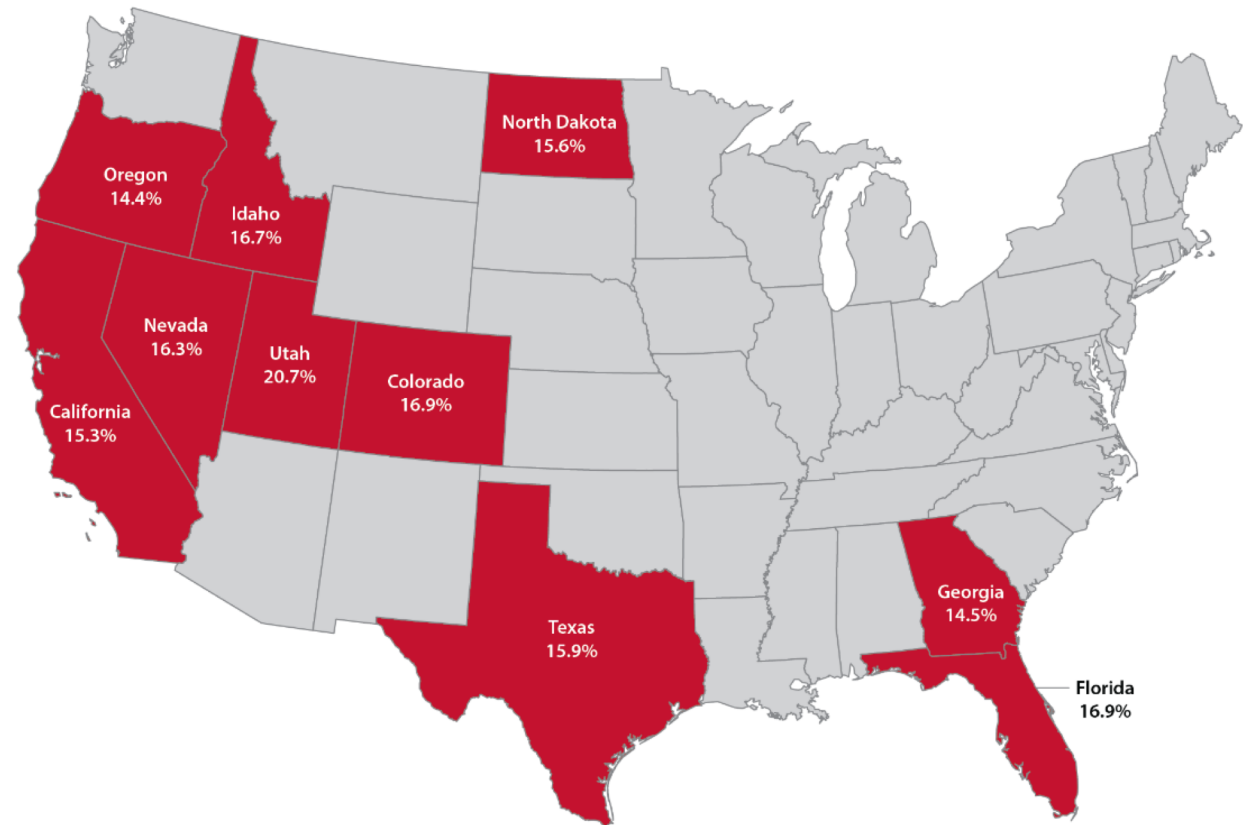 North Dakota
15.6%
Oregon
14.4%
Idaho
16.7%
Nevada
16.3%
Utah
20.7%
Colorado
16.9%
California
15.3%
Georgia
14.5%
Texas
15.9%
Florida
16.9%